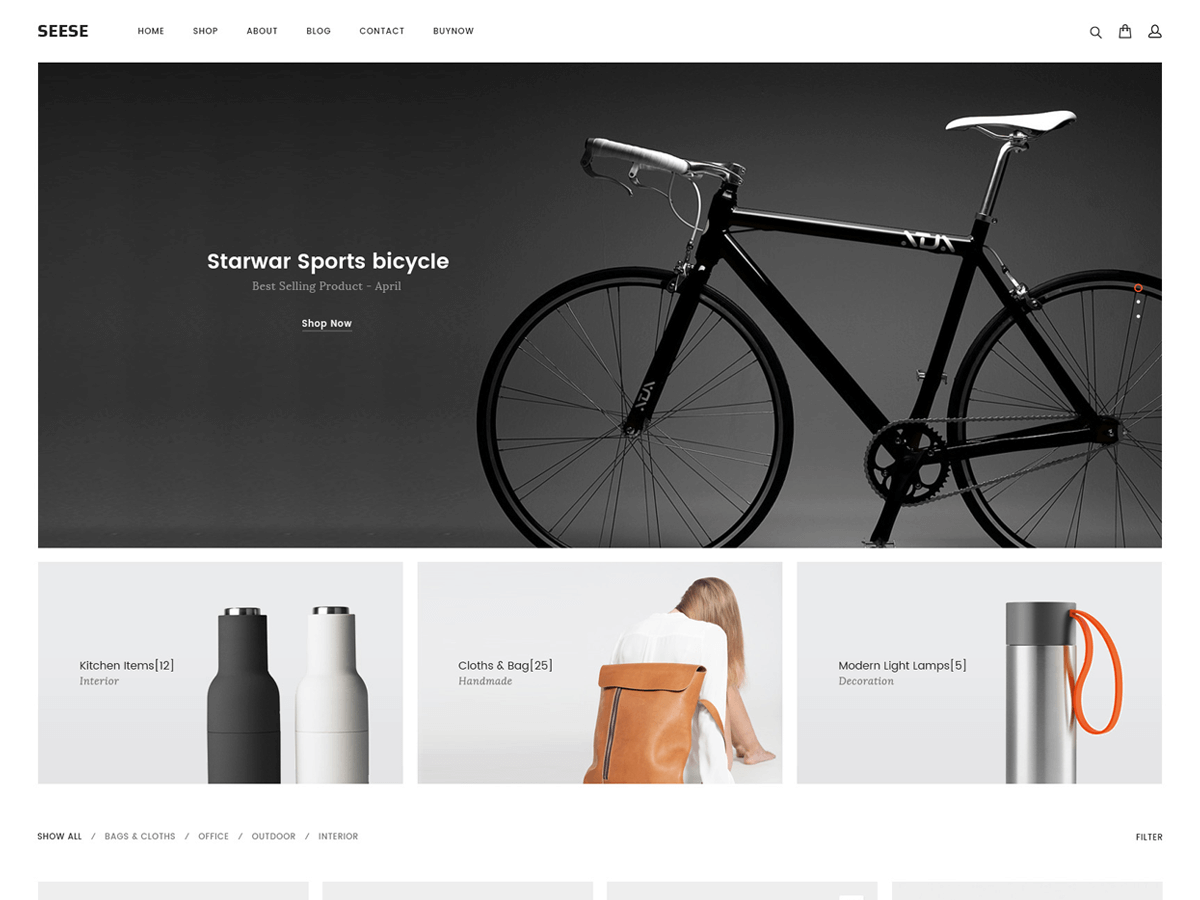 SEESE
HOME SHOP ABOUT BLOG CONTACT BUYNOW
Starwar Sports bicycle
Best Selling Product - April
Shop Now
Kitchen Items[12]
Interior
Cloths & Bag[25]
Handmade
Modern Light Lamps[5]
Decoration
SHOW ALL / BAGS & CLOTHS / OFFICE / OUTDOOR / INTERIOR
FILTER